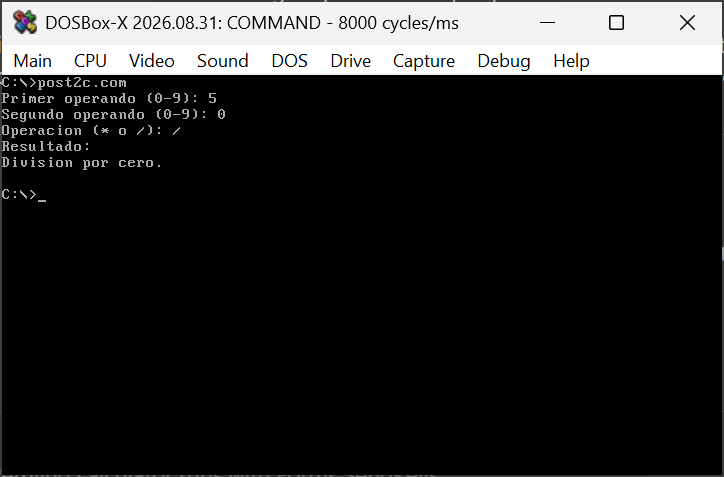 DOSBox-X 2026.08.31: COMMAND - 8000 cycles/ms
Main CPU Video Sound DOS Drive Capture Debug Help
C:\>post2c.com
Primer operando (0-9): 5
Segundo operando (0-9): 0
Operacion (* o /): /
Resultado:
Division por cero.
C:\>_